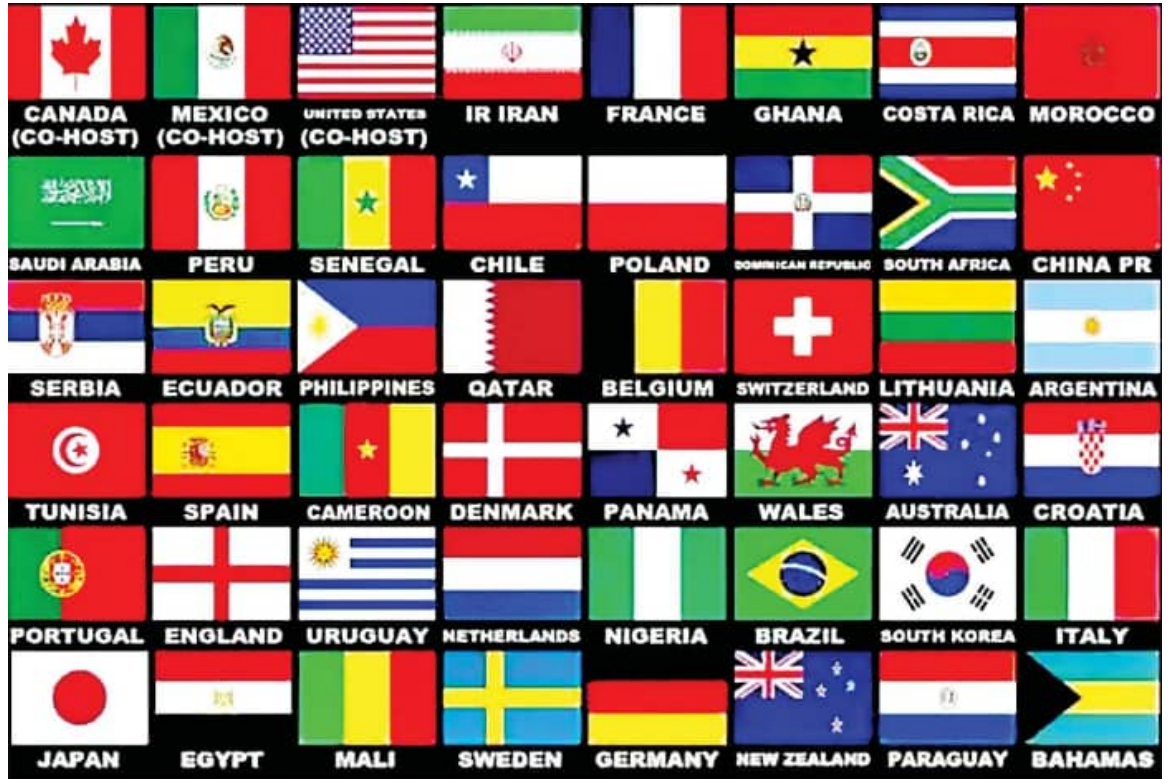 CANADA
(CO-HOST)
MEXICO
(CO-HOST)
UNITED STATES
(CO-HOST)
IR IRAN
FRANCE
GHANA
COSTA RICA
MOROCCO
SAUDI ARABIA
PERU
SENEGAL
CHILE
POLAND
DOMINICAN REPUBLIC
SOUTH AFRICA
CHINA PR
SERBIA
ECUADOR
PHILIPPINES
QATAR
BELGIUM
SWITZERLAND
LITHUANIA
ARGENTINA
TUNISIA
SPAIN
CAMEROON
DENMARK
PANAMA
WALES
AUSTRALIA
CROATIA
PORTUGAL
ENGLAND
URUGUAY
NETHERLANDS
NIGERIA
BRAZIL
SOUTH KOREA
ITALY
JAPAN
EGYPT
MALI
SWEDEN
GERMANY
NEW ZEALAND
PARAGUAY
BAHAMAS